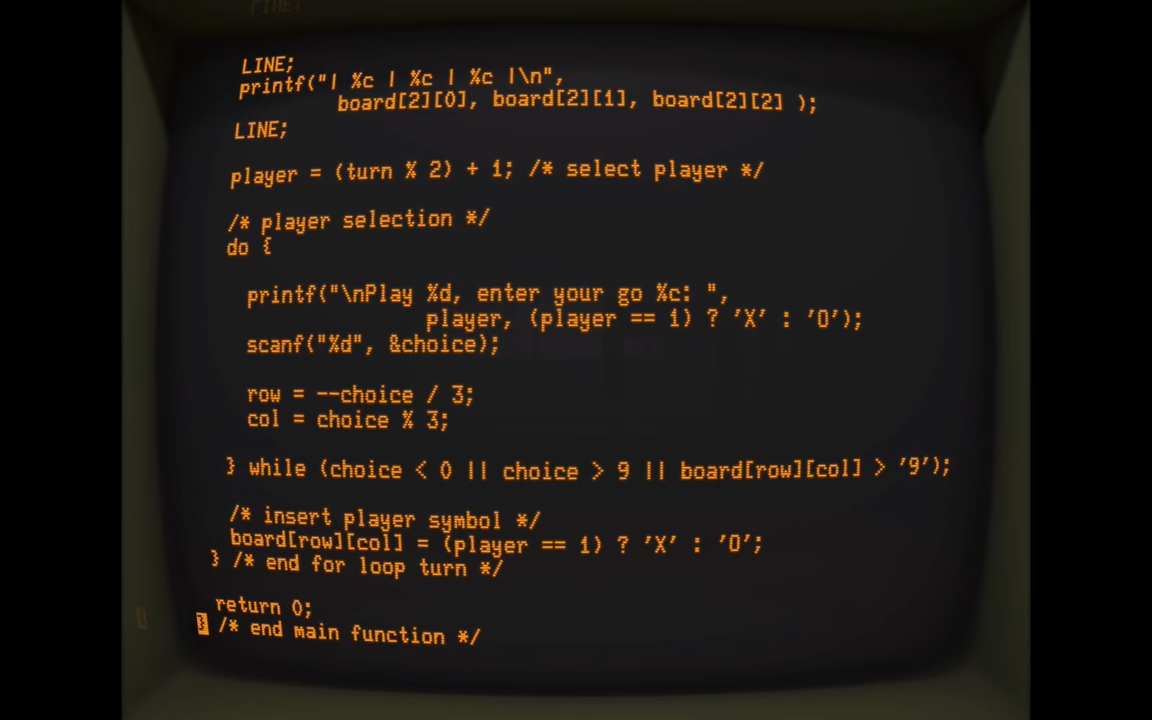 LINE;
printf("| %c | %c | %c |\n",
board[2][0], board[2][1], board[2][2] );
LINE;
player = (turn % 2) + 1; /* select player */
/* player selection */
do {
printf("\nPlay %d, enter your go %c: ",
player, (player == 1) ? 'X' : 'O');
scanf("%d", &choice);
row = --choice / 3;
col = choice % 3;
} while (choice < 0 || choice > 9 || board[row][col] > '9');
/* insert player symbol */
board[row][col] = (player == 1) ? 'X' : 'O';
} /* end for loop turn */
return 0;
} /* end main function */